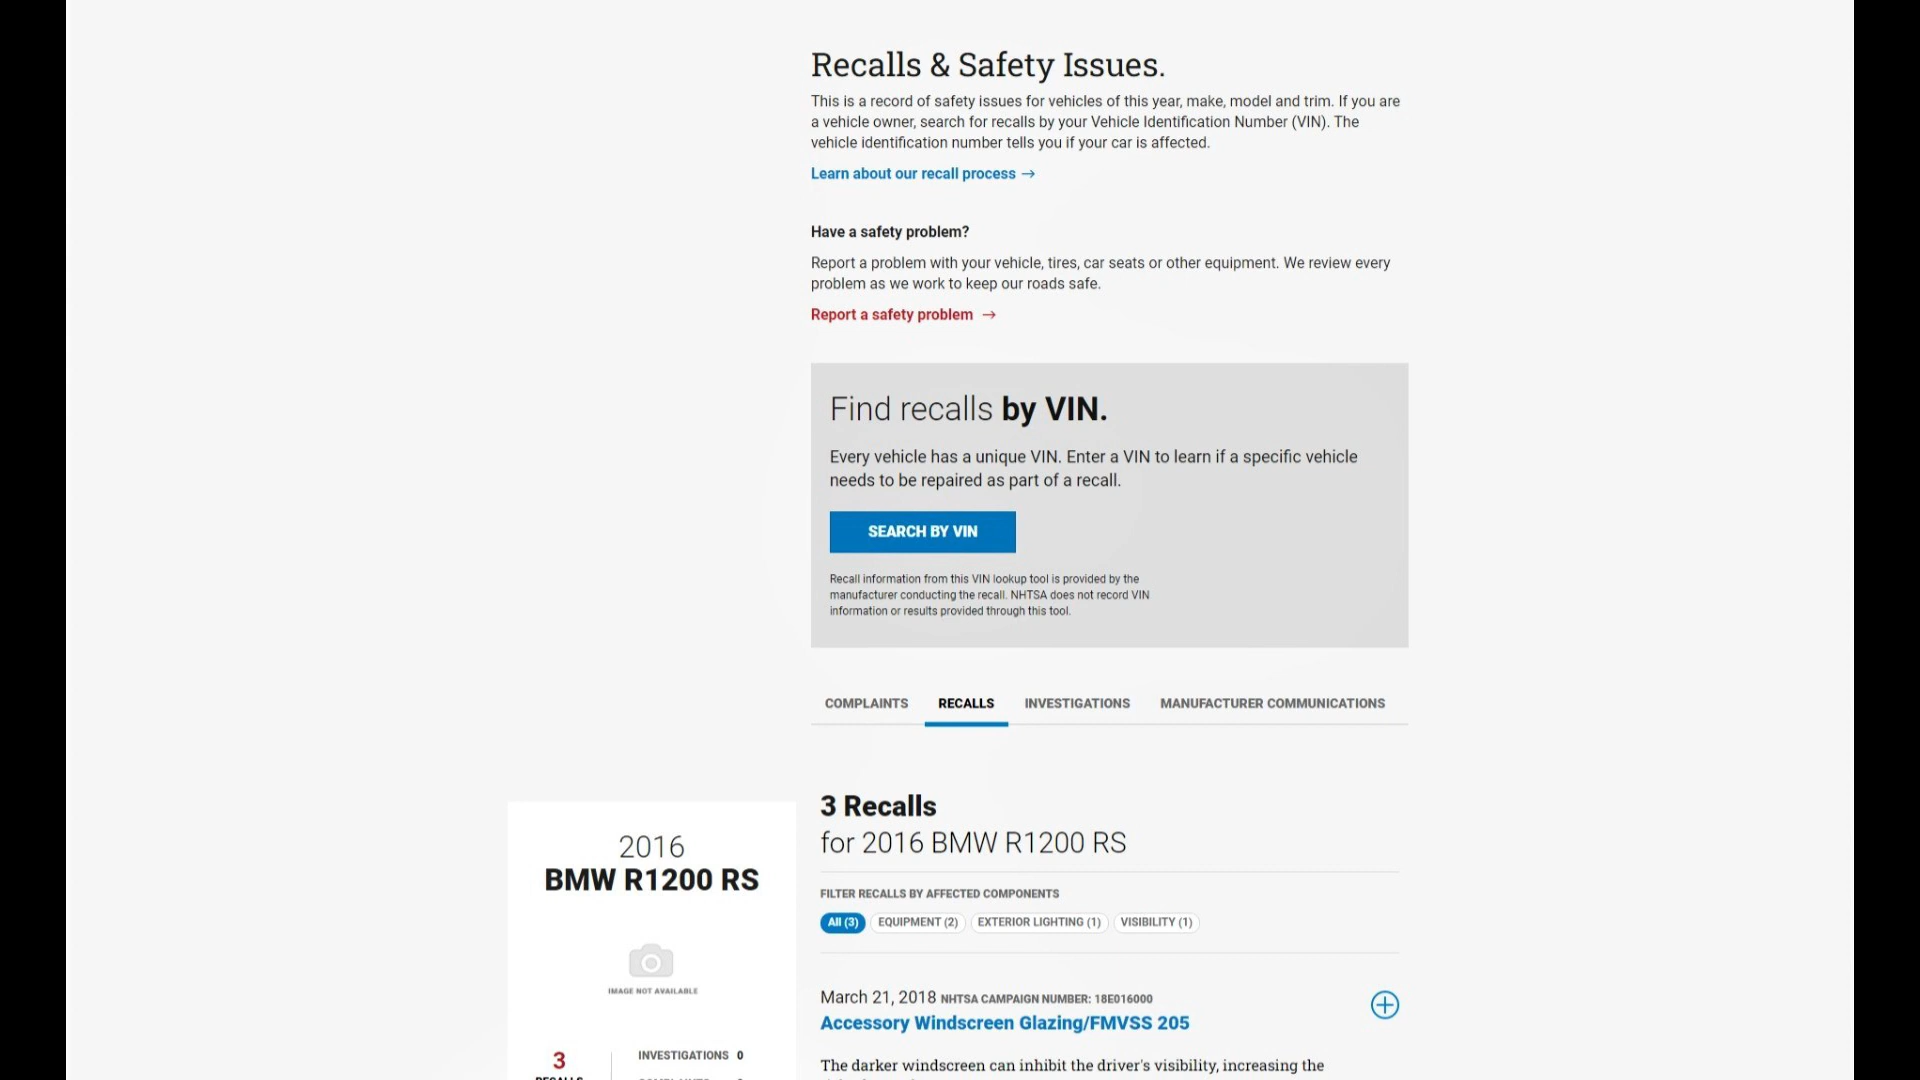 Recalls & Safety Issues.
This is a record of safety issues for vehicles of this year, make, model and trim. If you are
a vehicle owner, search for recalls by your Vehicle Identification Number (VIN). The
vehicle identification number tells you if your car is affected.
Learn about our recall process →
Have a safety problem?
Report a problem with your vehicle, tires, car seats or other equipment. We review every
problem as we work to keep our roads safe.
Report a safety problem →
Find recalls by VIN.
Every vehicle has a unique VIN. Enter a VIN to learn if a specific vehicle
needs to be repaired as part of a recall.
SEARCH BY VIN
Recall information from this VIN lookup tool is provided by the
manufacturer conducting the recall. NHTSA does not record VIN
information or results provided through this tool.
COMPLAINTS RECALLS INVESTIGATIONS MANUFACTURER COMMUNICATIONS
2016
BMW R1200 RS
IMAGE NOT AVAILABLE
3
INVESTIGATIONS 0
3 Recalls
for 2016 BMW R1200 RS
FILTER RECALLS BY AFFECTED COMPONENTS
All (3) EQUIPMENT (2) EXTERIOR LIGHTING (1) VISIBILITY (1)
March 21, 2018 NHTSA CAMPAIGN NUMBER: 18E016000
Accessory Windscreen Glazing/FMVSS 205
The darker windscreen can inhibit the driver's visibility, increasing the